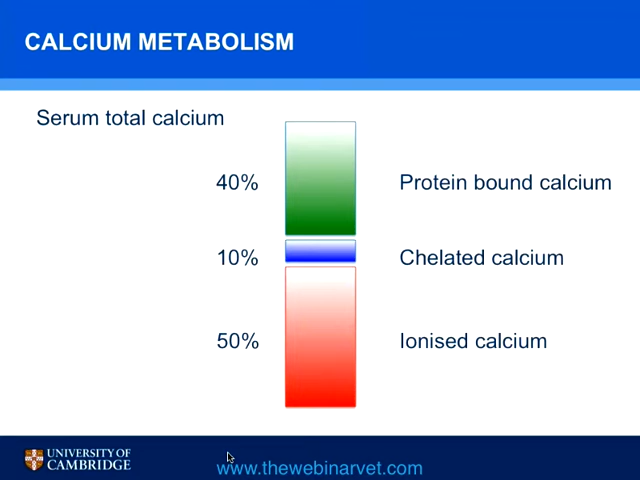 CALCIUM METABOLISM
Serum total calcium
40% Protein bound calcium
10% Chelated calcium
50% Ionised calcium
UNIVERSITY OF
CAMBRIDGE
www.thewebinarvet.com